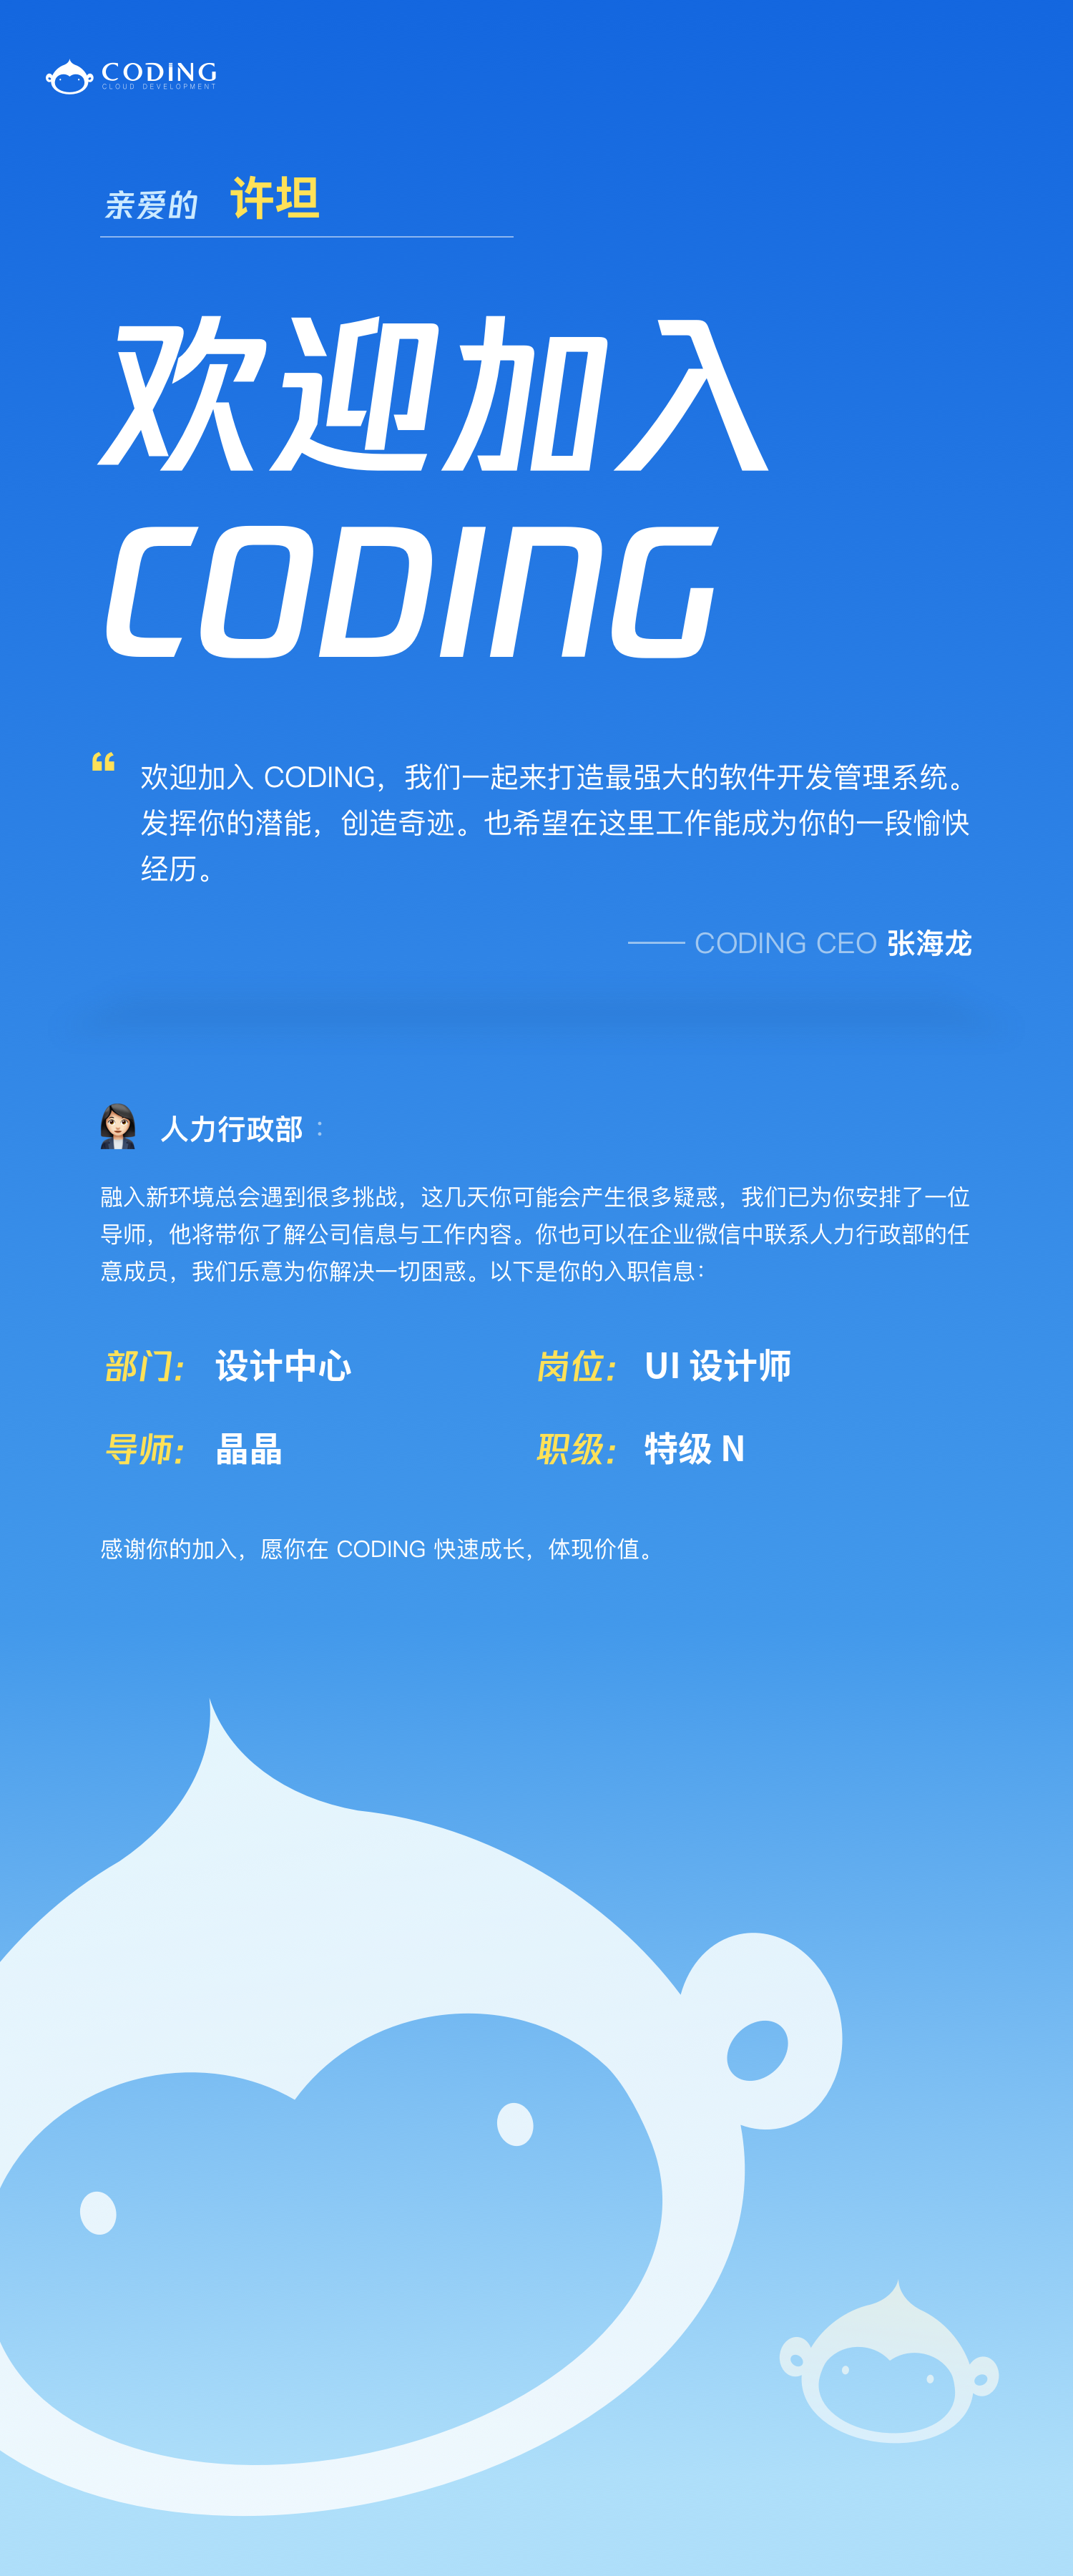 CODING
CLOUD DEVELOPMENT
亲爱的 许坦
欢迎加入
CODING
“ 欢迎加入 CODING，我们一起来打造最强大的软件开发管理系统。
发挥你的潜能，创造奇迹。也希望在这里工作能成为你的一段愉快
经历。
—— CODING CEO 张海龙
人力行政部：
融入新环境总会遇到很多挑战，这几天你可能会产生很多疑惑，我们已为你安排了一位
导师，他将带你了解公司信息与工作内容。你也可以在企业微信中联系人力行政部的任
意成员，我们乐意为你解决一切困惑。以下是你的入职信息：
部门： 设计中心 岗位： UI 设计师
导师： 晶晶 职级： 特级 N
感谢你的加入，愿你在 CODING 快速成长，体现价值。